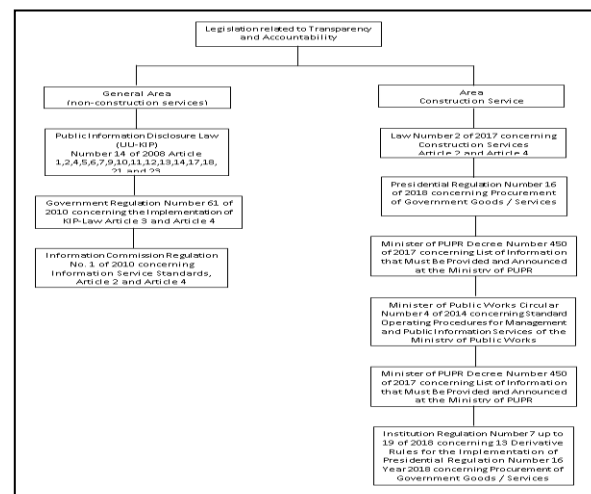 Legislation related to Transparency
and Accountability
General Area
(non-construction services)
Public Information Disclosure Law
(UU-KIP)
Number 14 of 2008 Article
1,2,4,5,6,7,9,10,11,12,13,14,17,18,
21 and 23
Government Regulation Number 61
of 2010 concerning the Implementation of
KIP-Law Article 3 and Article 4
Information Commission Regulation
No. 1 of 2010 concerning
Information Service Standards,
Article 2 and Article 4
Area
Construction Service
Law Number 2 of 2017 concerning
Construction Services
Article 2 and Article 4
Presidential Regulation Number 16
of 2018 concerning Procurement
of Government Goods / Services
Minister of PUPR Decree Number 450
of 2017 concerning List of Information
that Must Be Provided and Announced
at the Ministry of PUPR
Minister of Public Works Circular
Number 4 of 2014 concerning Standard
Operating Procedures for Management
and Public Information Services of the
Ministry of Public Works
Minister of PUPR Decree Number 450
of 2017 concerning List of Information
that Must Be Provided and Announced
at the Ministry of PUPR
Institution Regulation Number 7 up to
19 of 2018 concerning 13 Derivative
Rules for the Implementation of
Presidential Regulation Number 16
Year 2018 concerning Procurement of
Government Goods / Services